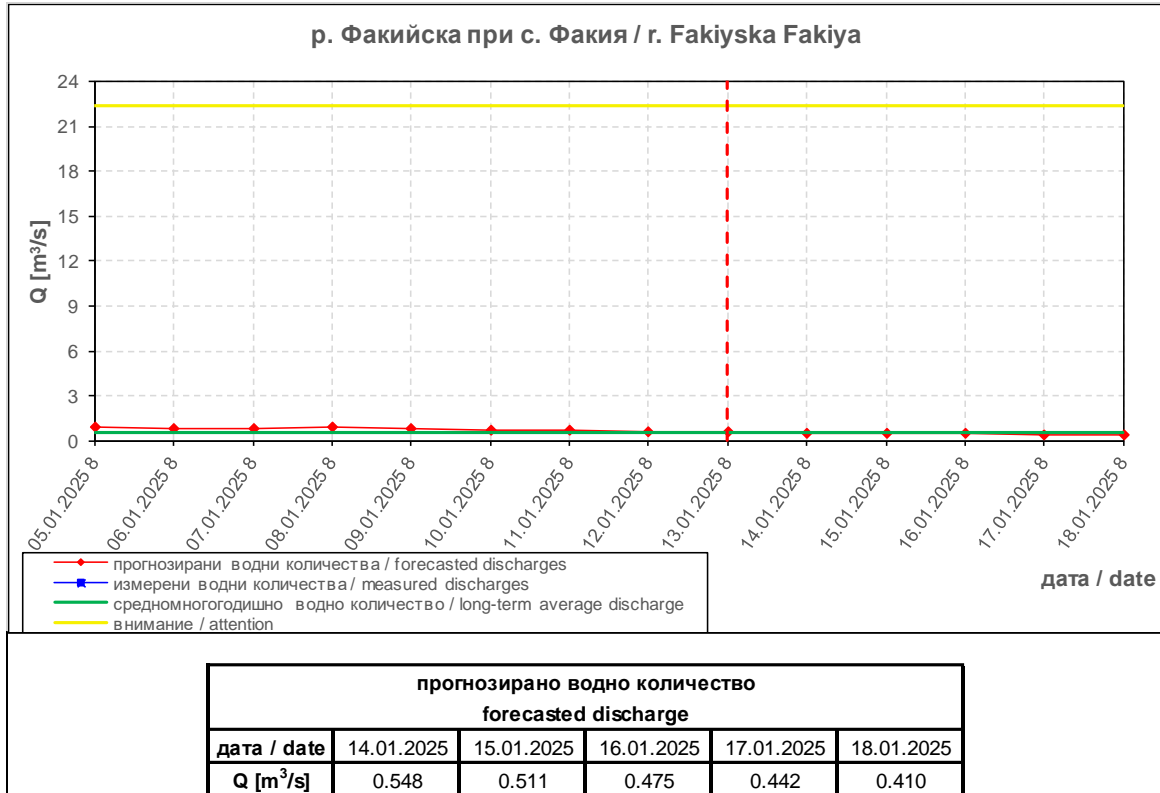 р. Факийска при с. Факия / r. Fakiyska Fakiya
Q [m³/s]
24
21
18
15
12
9
6
3
0
05.01.2025 8
06.01.2025 8
07.01.2025 8
08.01.2025 8
09.01.2025 8
10.01.2025 8
11.01.2025 8
12.01.2025 8
13.01.2025 8
14.01.2025 8
15.01.2025 8
16.01.2025 8
17.01.2025 8
18.01.2025 8
дата / date
прогнозирани водни количества / forecasted discharges
измерени водни количества / measured discharges
средномногогодишно водно количество / long-term average discharge
внимание / attention
прогнозирано водно количество
forecasted discharge
дата / date 14.01.2025 15.01.2025 16.01.2025 17.01.2025 18.01.2025
Q [m³/s] 0.548 0.511 0.475 0.442 0.410